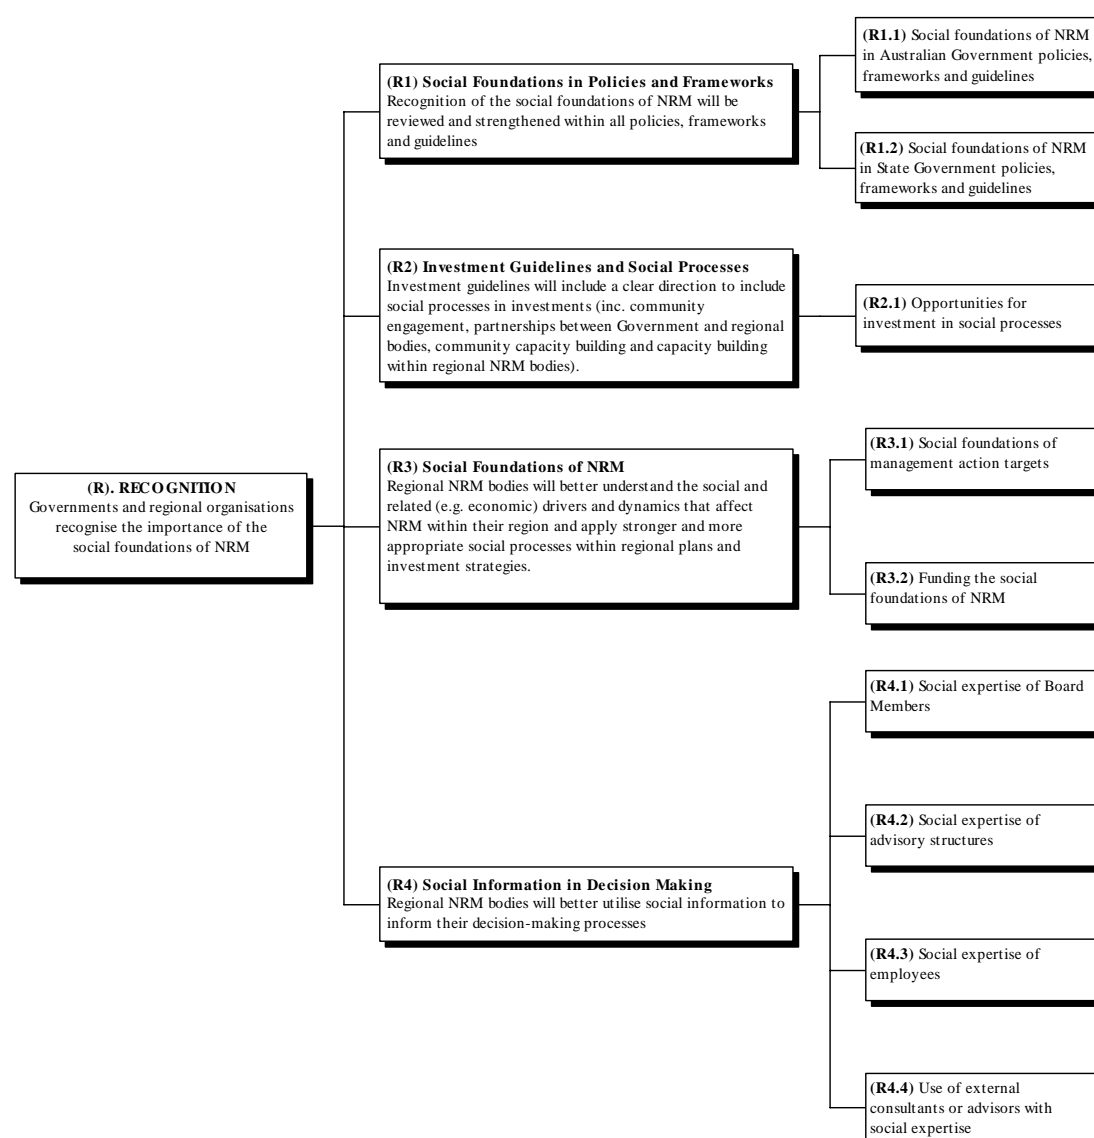 (R). RECOGNITION
Governments and regional organisations
recognise the importance of the
social foundations of NRM
(R1) Social Foundations in Policies and Frameworks
Recognition of the social foundations of NRM will be
reviewed and strengthened within all policies, frameworks
and guidelines
(R1.1) Social foundations of NRM
in Australian Government policies,
frameworks and guidelines
(R1.2) Social foundations of NRM
in State Government policies,
frameworks and guidelines
(R2) Investment Guidelines and Social Processes
Investment guidelines will include a clear direction to include
social processes in investments (inc. community
engagement, partnerships between Government and regional
bodies, community capacity building and capacity building
within regional NRM bodies).
(R2.1) Opportunities for
investment in social processes
(R3) Social Foundations of NRM
Regional NRM bodies will better understand the social and
related (e.g. economic) drivers and dynamics that affect
NRM within their region and apply stronger and more
appropriate social processes within regional plans and
investment strategies.
(R3.1) Social foundations of
management action targets
(R3.2) Funding the social
foundations of NRM
(R4) Social Information in Decision Making
Regional NRM bodies will better utilise social information to
inform their decision-making processes
(R4.1) Social expertise of Board
Members
(R4.2) Social expertise of
advisory structures
(R4.3) Social expertise of
employees
(R4.4) Use of external
consultants or advisors with
social expertise